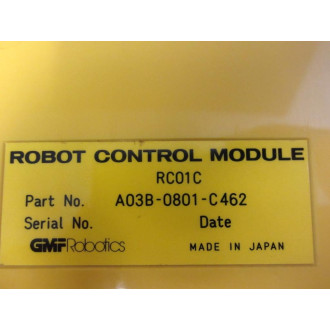 ROBOT CONTROL MODULE
RC01C
Part No. A03B-0801-C462
Serial No. Date
GMFRobotics MADE IN JAPAN